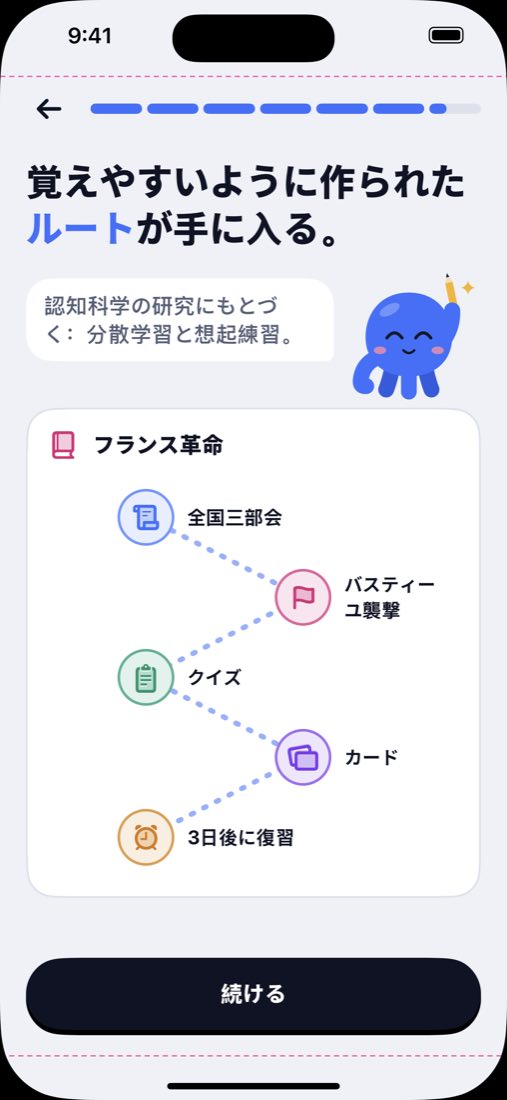 9:41
覚えやすいように作られた
ルートが手に入る。
認知科学の研究にもとづ
く：分散学習と想起練習。
フランス革命
全国三部会
バスティー
ユ襲撃
クイズ
カード
3日後に復習
続ける